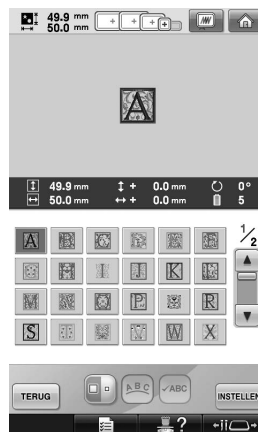 49.9 mm
50.0 mm
A
49.9 mm + 0.0 mm 0°
50.0 mm + 0.0 mm 5
1/2
A B C
H I J K L
M N O P R
S T V W X
TERUG
A B C
✓ABC
INSTELLEN
?